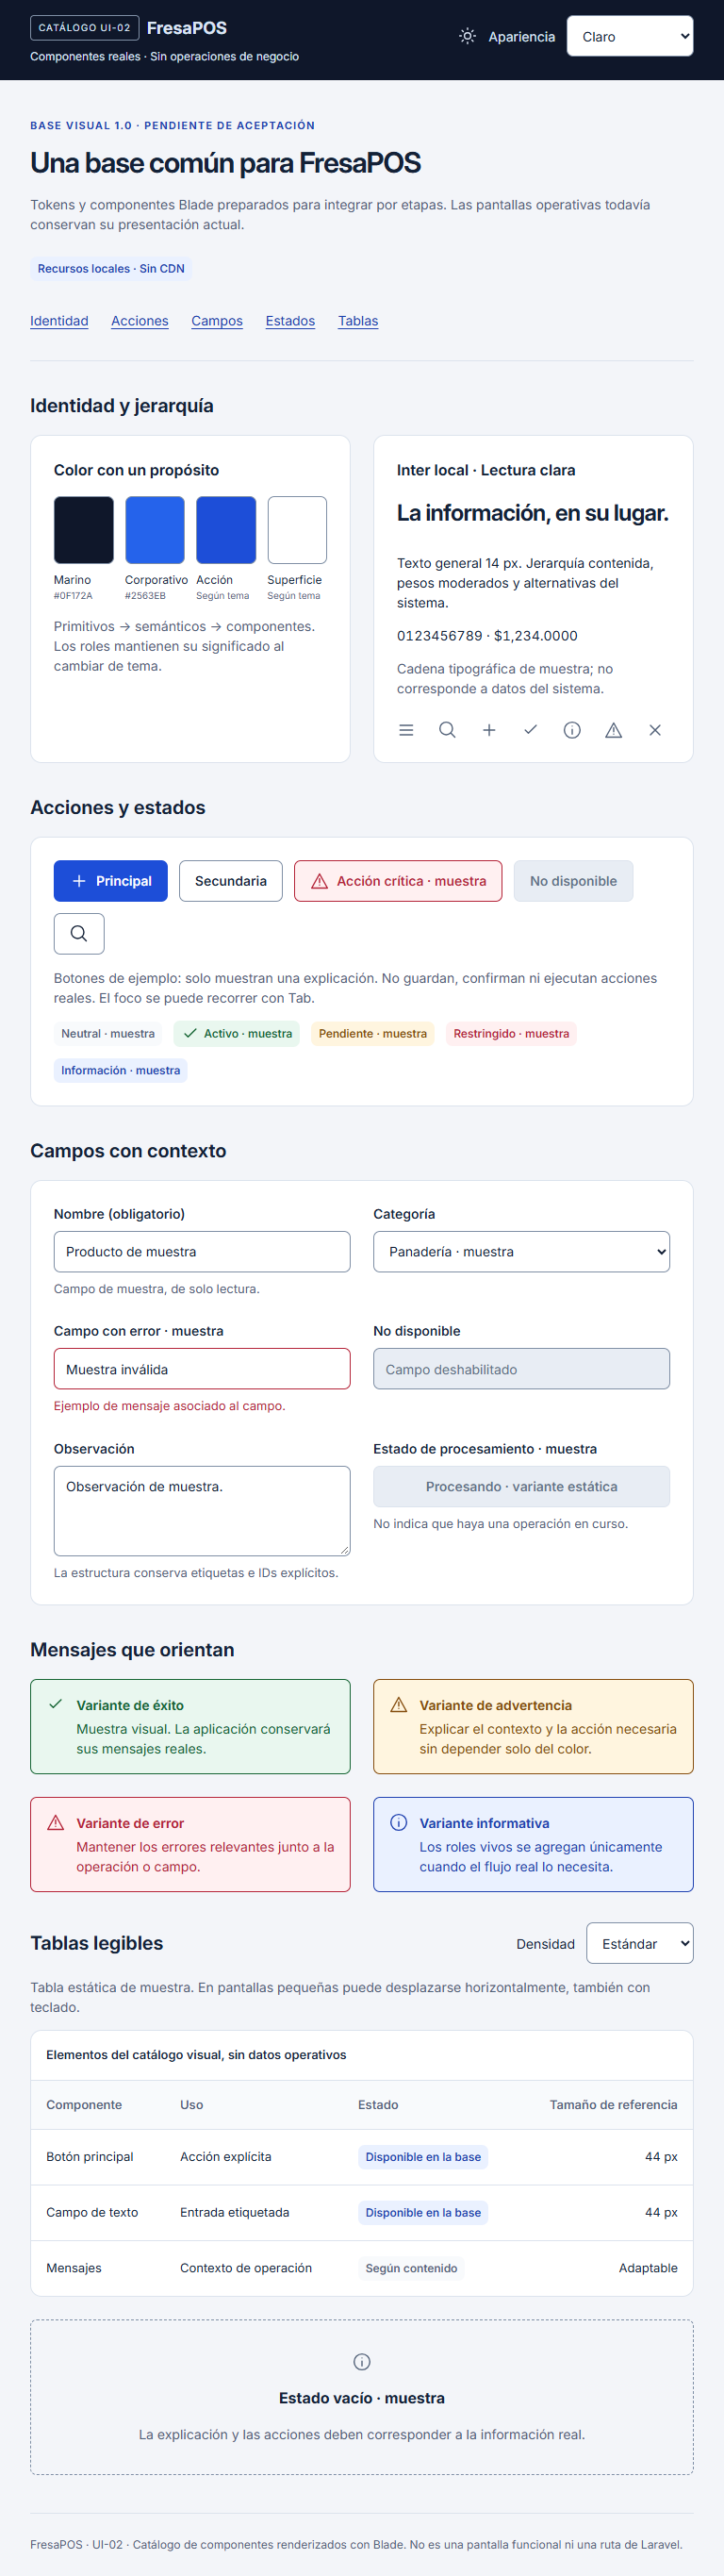 CATÁLOGO UI-02 FresaPOS
Componentes reales · Sin operaciones de negocio
Apariencia Claro
BASE VISUAL 1.0 · PENDIENTE DE ACEPTACIÓN
Una base común para FresaPOS
Tokens y componentes Blade preparados para integrar por etapas. Las pantallas operativas todavía
conservan su presentación actual.
Recursos locales · Sin CDN
Identidad Acciones Campos Estados Tablas
Identidad y jerarquía
Color con un propósito
Marino Corporativo Acción Superficie
#0F172A #2563EB Según tema Según tema
Primitivos → semánticos → componentes.
Los roles mantienen su significado al
cambiar de tema.
Inter local · Lectura clara
La información, en su lugar.
Texto general 14 px. Jerarquía contenida,
pesos moderados y alternativas del
sistema.
0123456789 · $1,234.0000
Cadena tipográfica de muestra; no
corresponde a datos del sistema.
Acciones y estados
Principal Secundaria Acción crítica · muestra No disponible
Botones de ejemplo: solo muestran una explicación. No guardan, confirman ni ejecutan acciones
reales. El foco se puede recorrer con Tab.
Neutral · muestra Activo · muestra Pendiente · muestra Restringido · muestra
Información · muestra
Campos con contexto
Nombre (obligatorio)
Producto de muestra
Campo de muestra, de solo lectura.
Categoría
Panadería · muestra
Campo con error · muestra
Muestra inválida
Ejemplo de mensaje asociado al campo.
No disponible
Campo deshabilitado
Observación
Observación de muestra.
La estructura conserva etiquetas e IDs explícitos.
Estado de procesamiento · muestra
Procesando · variante estática
No indica que haya una operación en curso.
Mensajes que orientan
Variante de éxito
Muestra visual. La aplicación conservará
sus mensajes reales.
Variante de advertencia
Explicar el contexto y la acción necesaria
sin depender solo del color.
Variante de error
Mantener los errores relevantes junto a la
operación o campo.
Variante informativa
Los roles vivos se agregan únicamente
cuando el flujo real lo necesita.
Tablas legibles
Densidad Estándar
Tabla estática de muestra. En pantallas pequeñas puede desplazarse horizontalmente, también con
teclado.
Elementos del catálogo visual, sin datos operativos
Componente Uso Estado Tamaño de referencia
Botón principal Acción explícita Disponible en la base 44 px
Campo de texto Entrada etiquetada Disponible en la base 44 px
Mensajes Contexto de operación Según contenido Adaptable
Estado vacío · muestra
La explicación y las acciones deben corresponder a la información real.
FresaPOS · UI-02 · Catálogo de componentes renderizados con Blade. No es una pantalla funcional ni una ruta de Laravel.